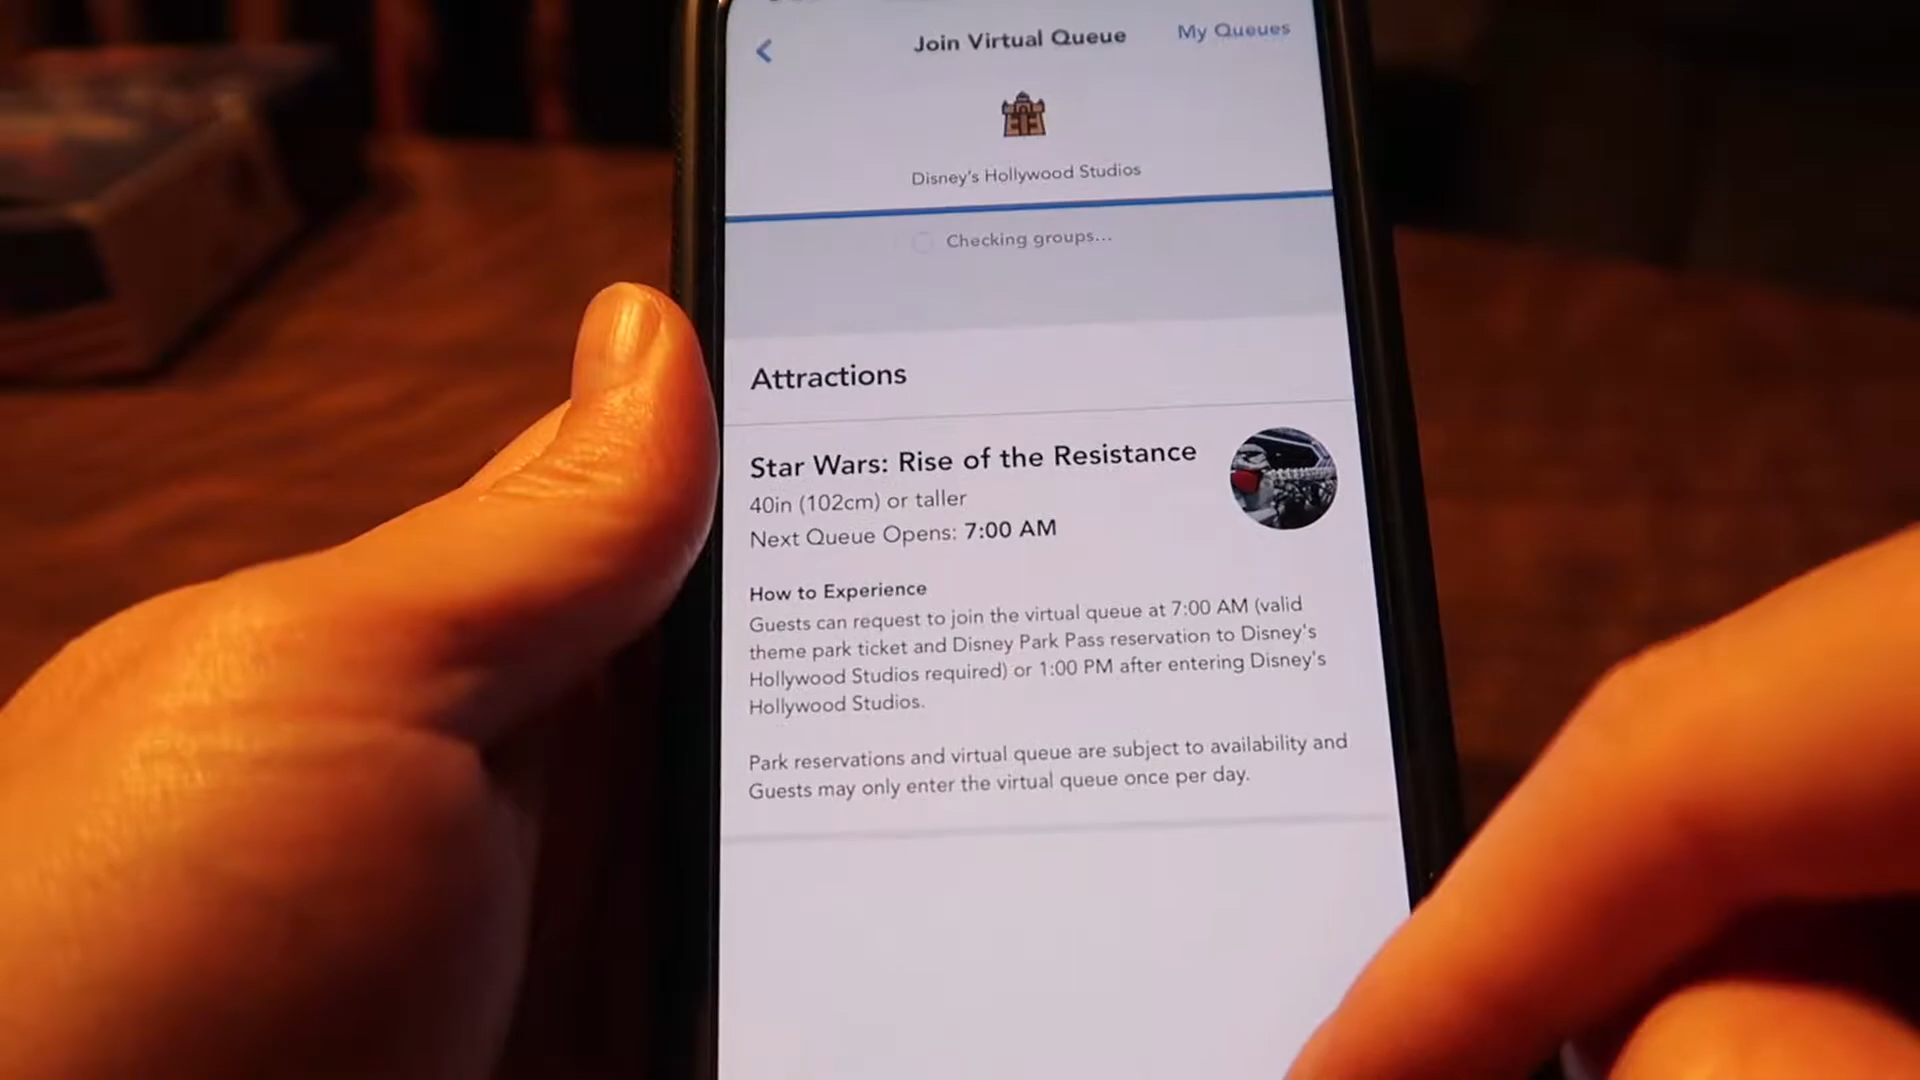 Join Virtual Queue
My Queues
Disney's Hollywood Studios
Checking groups...
Attractions
Star Wars: Rise of the Resistance
40in (102cm) or taller
Next Queue Opens: 7:00 AM
How to Experience
Guests can request to join the virtual queue at 7:00 AM (valid
theme park ticket and Disney Park Pass reservation to Disney's
Hollywood Studios required) or 1:00 PM after entering Disney's
Hollywood Studios.
Park reservations and virtual queue are subject to availability and
Guests may only enter the virtual queue once per day.